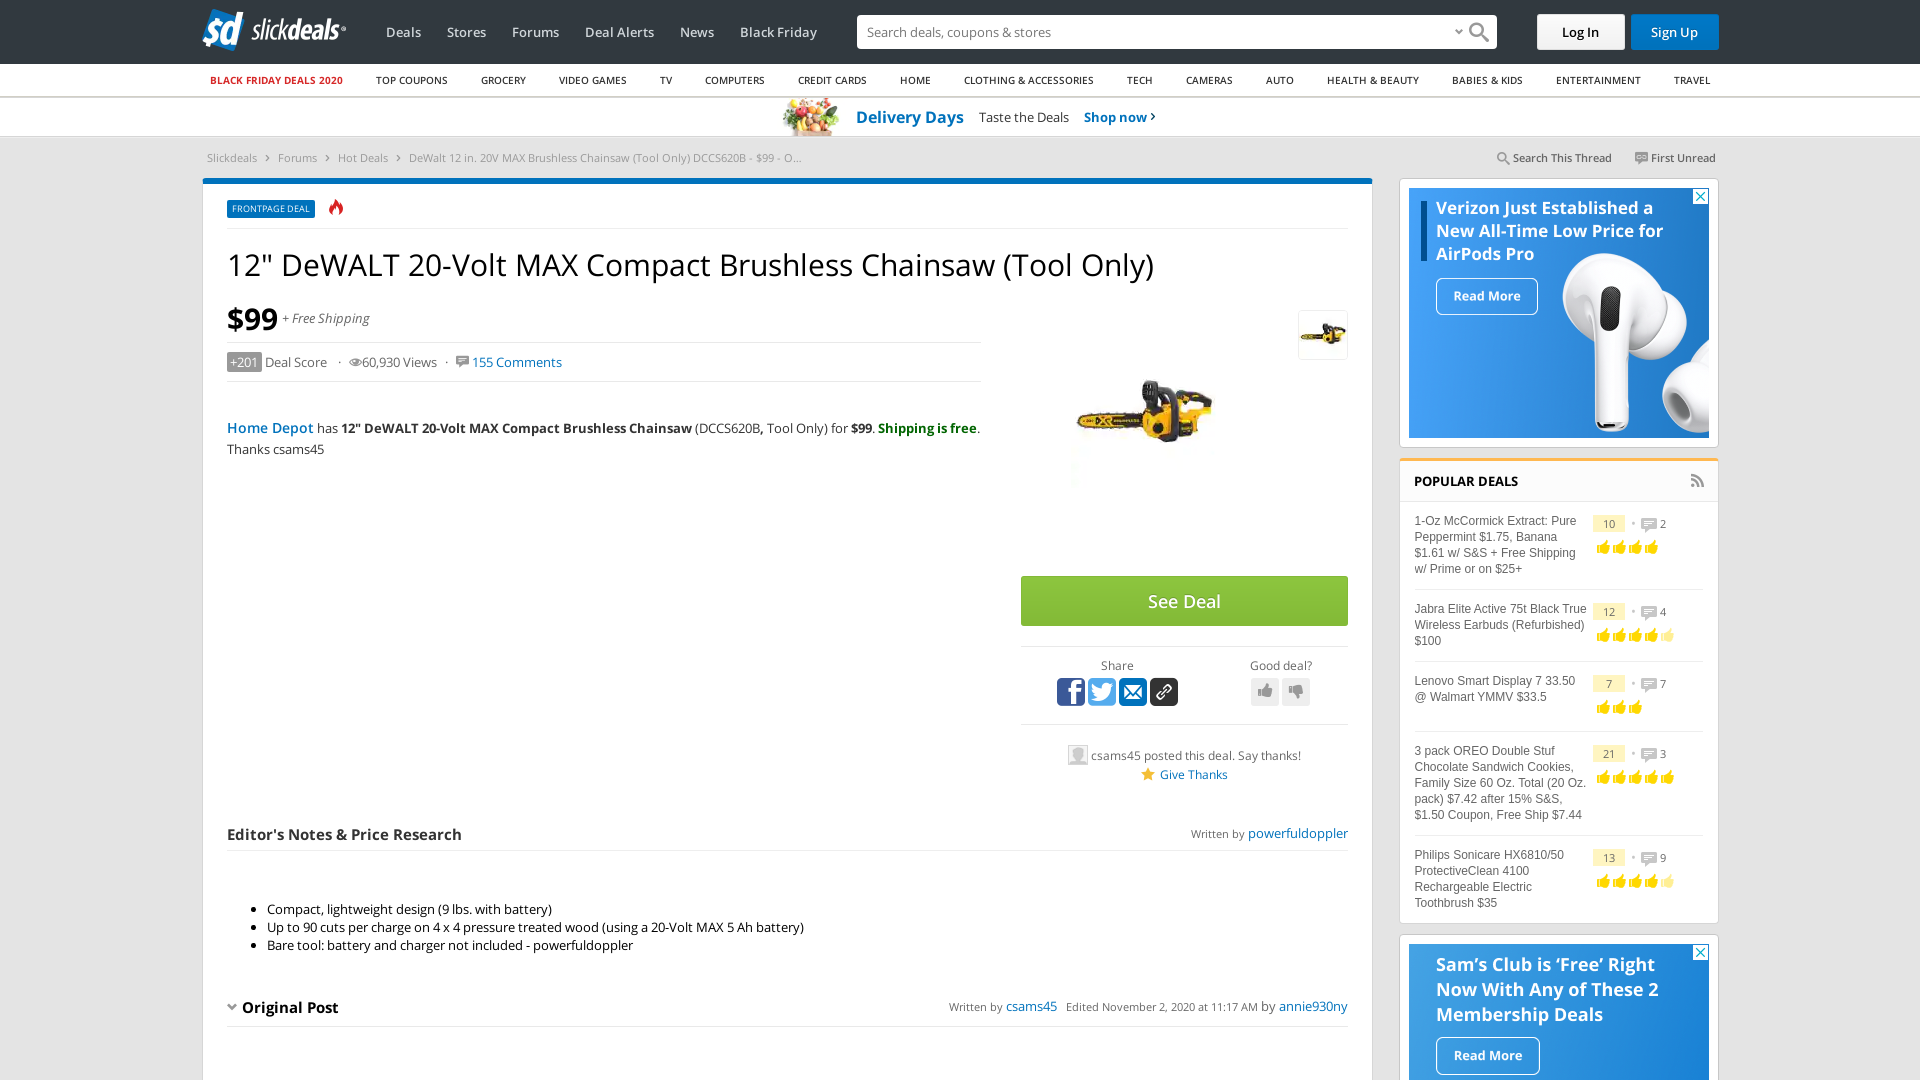 slickdeals
Deals
Stores
Forums
Deal Alerts
News
Black Friday
Search deals, coupons & stores
Log In
Sign Up
BLACK FRIDAY DEALS 2020
TOP COUPONS
GROCERY
VIDEO GAMES
TV
COMPUTERS
CREDIT CARDS
HOME
CLOTHING & ACCESSORIES
TECH
CAMERAS
AUTO
HEALTH & BEAUTY
BABIES & KIDS
ENTERTAINMENT
TRAVEL
Delivery Days Taste the Deals Shop now ›
Slickdeals › Forums › Hot Deals › DeWalt 12 in. 20V MAX Brushless Chainsaw (Tool Only) DCCS620B - $99 - O...
Search This Thread
First Unread
FRONTPAGE DEAL
12" DeWALT 20-Volt MAX Compact Brushless Chainsaw (Tool Only)
$99 + Free Shipping
+201 Deal Score · 60,930 Views · 155 Comments
Home Depot has 12" DeWALT 20-Volt MAX Compact Brushless Chainsaw (DCCS620B, Tool Only) for $99. Shipping is free.
Thanks csams45
See Deal
Share
Good deal?
csams45 posted this deal. Say thanks!
Give Thanks
Editor's Notes & Price Research
Written by powerfuldoppler
Compact, lightweight design (9 lbs. with battery)
Up to 90 cuts per charge on 4 x 4 pressure treated wood (using a 20-Volt MAX 5 Ah battery)
Bare tool: battery and charger not included - powerfuldoppler
Original Post
Written by csams45 Edited November 2, 2020 at 11:17 AM by annie930ny
Verizon Just Established a
New All-Time Low Price for
AirPods Pro
Read More
POPULAR DEALS
1-Oz McCormick Extract: Pure
Peppermint $1.75, Banana
$1.61 w/ S&S + Free Shipping
w/ Prime or on $25+
10 • 2
Jabra Elite Active 75t Black True
Wireless Earbuds (Refurbished)
$100
12 • 4
Lenovo Smart Display 7 33.50
@ Walmart YMMV $33.5
7 • 7
3 pack OREO Double Stuf
Chocolate Sandwich Cookies,
Family Size 60 Oz. Total (20 Oz.
pack) $7.42 after 15% S&S,
$1.50 Coupon, Free Ship $7.44
21 • 3
Philips Sonicare HX6810/50
ProtectiveClean 4100
Rechargeable Electric
Toothbrush $35
13 • 9
Sam's Club is 'Free' Right
Now With Any of These 2
Membership Deals
Read More